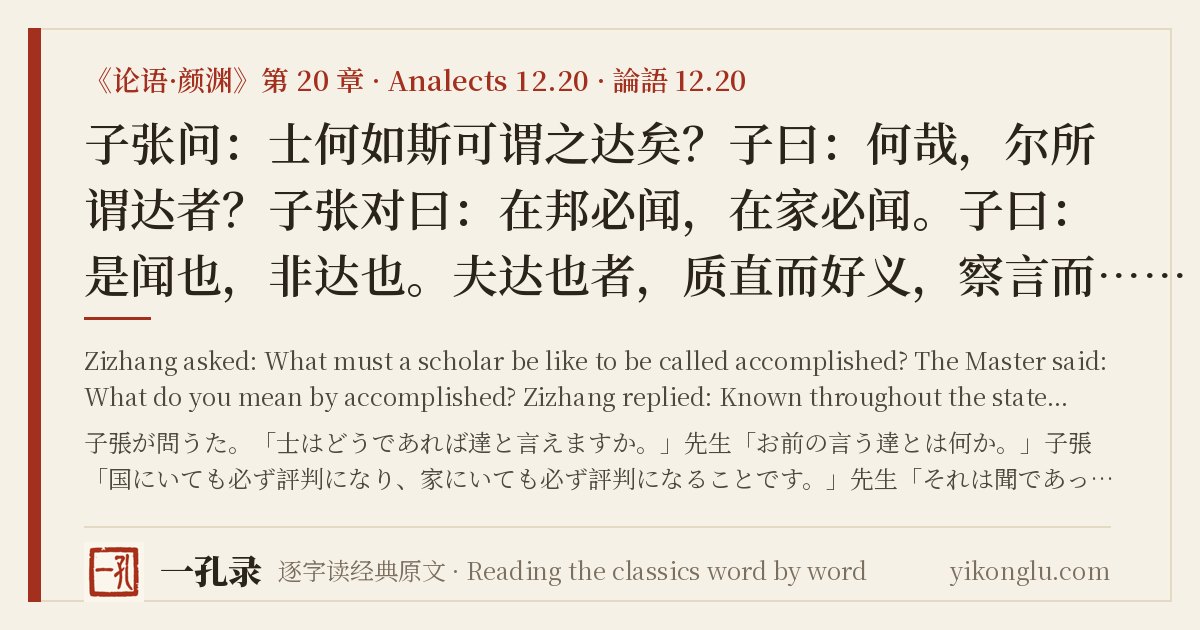 《论语·颜渊》第 20 章 · Analects 12.20 · 論語 12.20
子张问：士何如斯可谓之达矣？子曰：何哉，尔所
谓达者？子张对曰：在邦必闻，在家必闻。子曰：
是闻也，非达也。夫达也者，质直而好义，察言而……
Zizhang asked: What must a scholar be like to be called accomplished? The Master said:
What do you mean by accomplished? Zizhang replied: Known throughout the state...
子張が問うた。「士はどうであれば達と言えますか。」先生「お前の言う達とは何か。」子張
「国にいても必ず評判になり、家にいても必ず評判になることです。」先生「それは聞であっ…
一孔
一孔录 逐字读经典原文 · Reading the classics word by word yikonglu.com